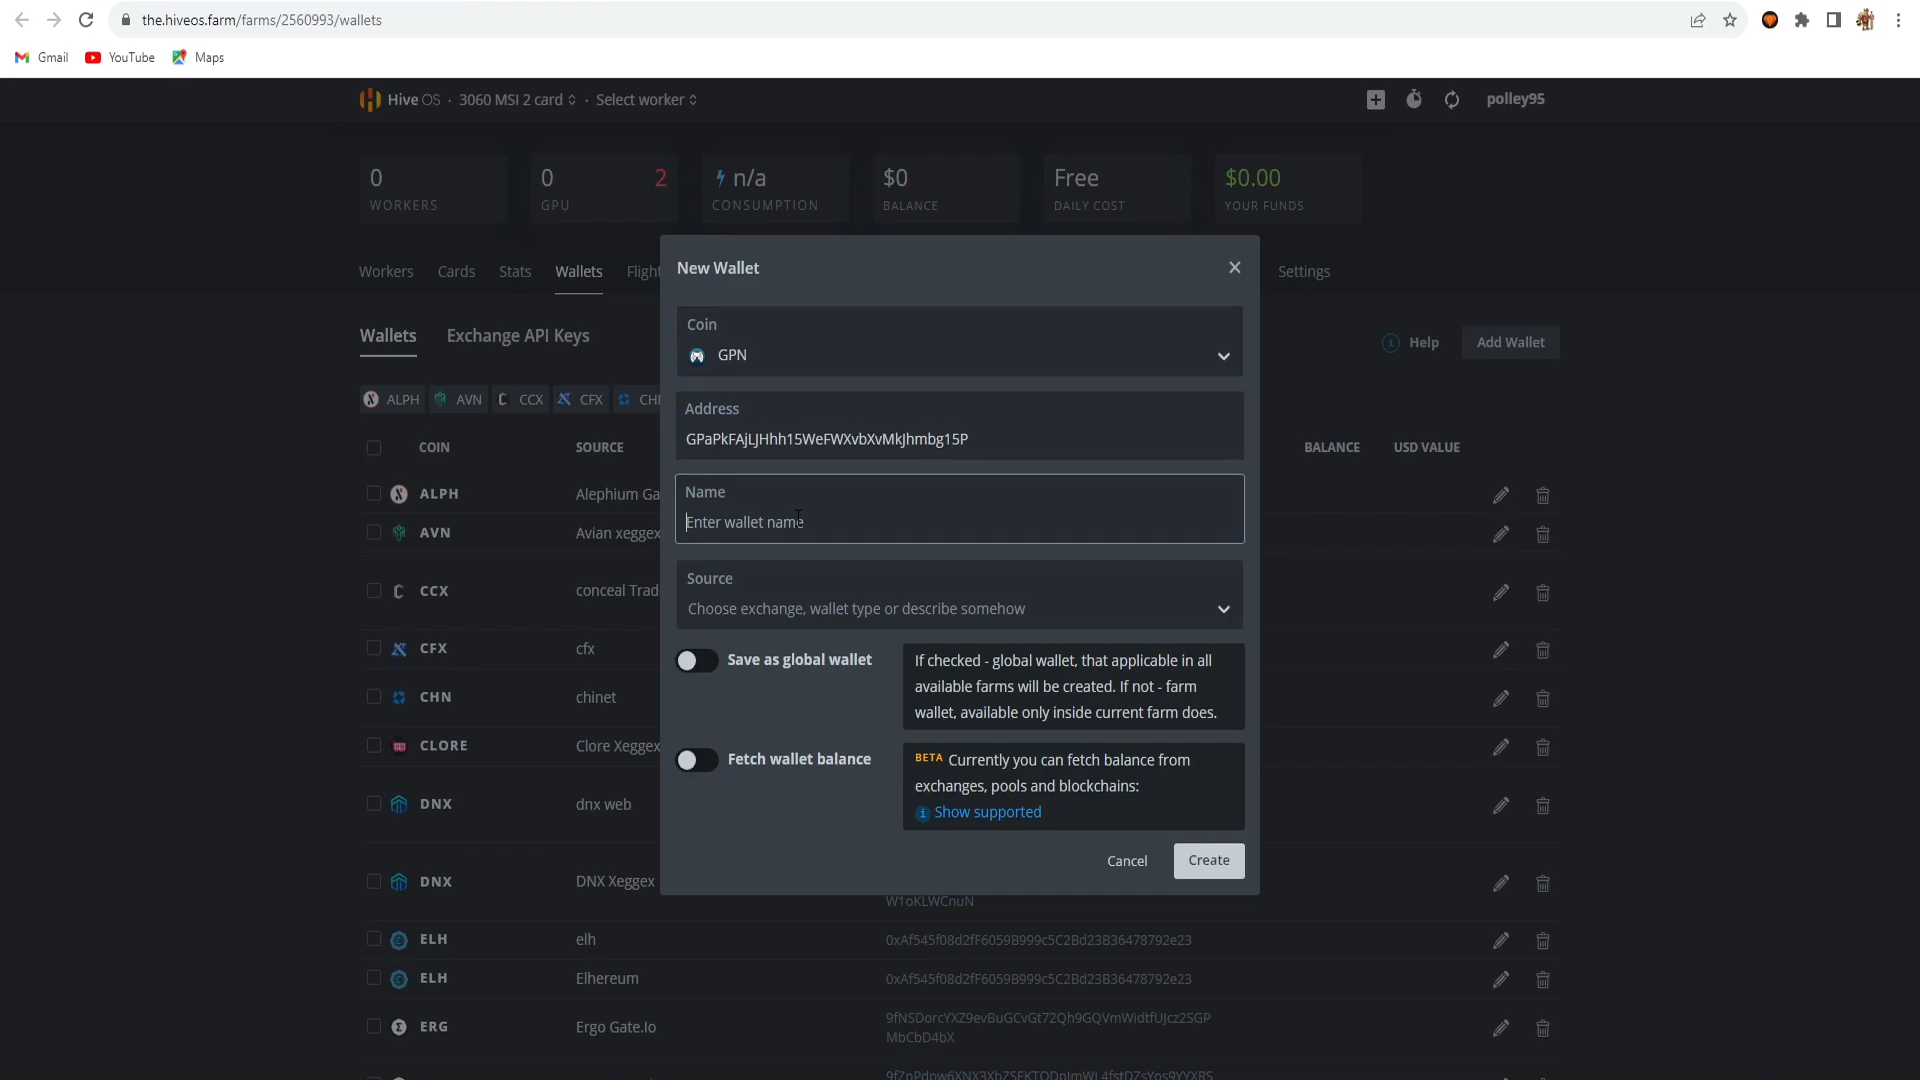 the.hiveos.farm/farms/2560993/wallets
Gmail YouTube Maps
Hive OS · 3060 MSI 2 card · Select worker polley95
0 0 2 n/a $0 Free $0.00
WORKERS GPU CONSUMPTION BALANCE DAILY COST YOUR FUNDS
New Wallet
Workers Cards Stats Wallets Flight Settings
Coin
Wallets Exchange API Keys Help Add Wallet
GPN
ALPH AVN CCX CFX CH
Address
GPaPkFAjLJHhh15WeFWXvbXvMkJhmbg15P
COIN SOURCE BALANCE USD VALUE
ALPH Alephium Ga
Name
Enter wallet name
AVN Avian xeggex
Source
CCX conceal Trad
Choose exchange, wallet type or describe somehow
CFX cfx
Save as global wallet If checked - global wallet, that applicable in all
available farms will be created. If not - farm
wallet, available only inside current farm does.
CHN chinet
CLORE Clore Xeggex
Fetch wallet balance BETA Currently you can fetch balance from
exchanges, pools and blockchains:
Show supported
DNX dnx web
Cancel Create
DNX DNX Xeggex
W1oKLWCnuN
ELH elh 0xAf545f08d2fF6059B999c5C2Bd23B36478792e23
ELH Elhereum 0xAf545f08d2fF6059B999c5C2Bd23B36478792e23
ERG Ergo Gate.Io 9fNSDorcYXZ9evBuGCvGt72Qh9GQVmWidtfUJcz2SGP
MbCbD4bX